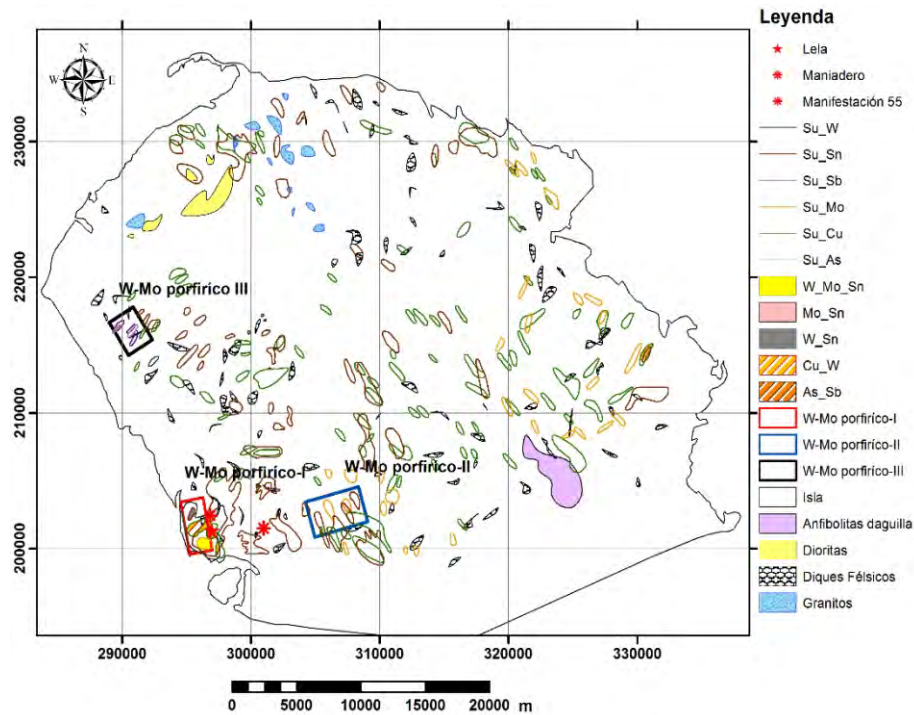 Leyenda
Lela
Maniadero
Manifestación 55
Su_W
Su_Sn
Su_Sb
Su_Mo
Su_Cu
Su_As
W_Mo_Sn
Mo_Sn
W_Sn
Cu_W
As_Sb
W-Mo porfiríco-I
W-Mo porfiríco-II
W-Mo porfiríco-III
Isla
Anfibolitas daguilla
Dioritas
Diques Félsicos
Granitos
N
W E
S
230000
220000
210000
200000
W-Mo porfirico III
W-Mo porfirico-I
W-Mo porfirico-II
290000 300000 310000 320000 330000
0 5000 10000 15000 20000 m